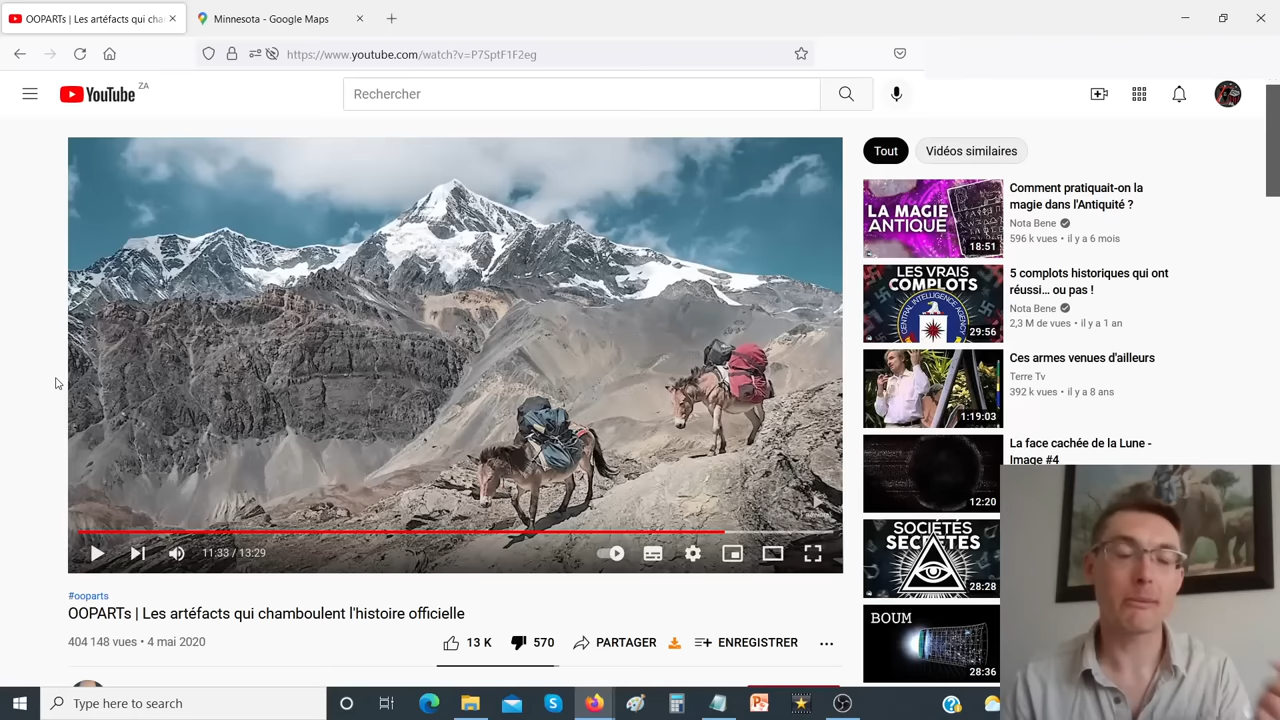 OOPARTs | Les artéfacts qui cha
Minnesota - Google Maps
https://www.youtube.com/watch?v=P7SptF1F2eg
YouTube ZA
Rechercher
Tout
Vidéos similaires
LA MAGIE
ANTIQUE
18:51
Comment pratiquait-on la
magie dans l'Antiquité ?
Nota Bene
596 k vues • il y a 6 mois
LES VRAIS
COMPLOTS
CENTRAL INTELLIGENCE AGENCY
29:56
5 complots historiques qui ont
réussi... ou pas !
Nota Bene
2,3 M de vues • il y a 1 an
1:19:03
Ces armes venues d'ailleurs
Terre Tv
392 k vues • il y a 8 ans
12:20
La face cachée de la Lune -
Image #4
SOCIÉTÉS
SECRÈTES
28:28
BOUM
28:36
11:33 / 13:29
#ooparts
OOPARTs | Les artéfacts qui chamboulent l'histoire officielle
404 148 vues • 4 mai 2020
13 K
570
PARTAGER
ENREGISTRER
Type here to search